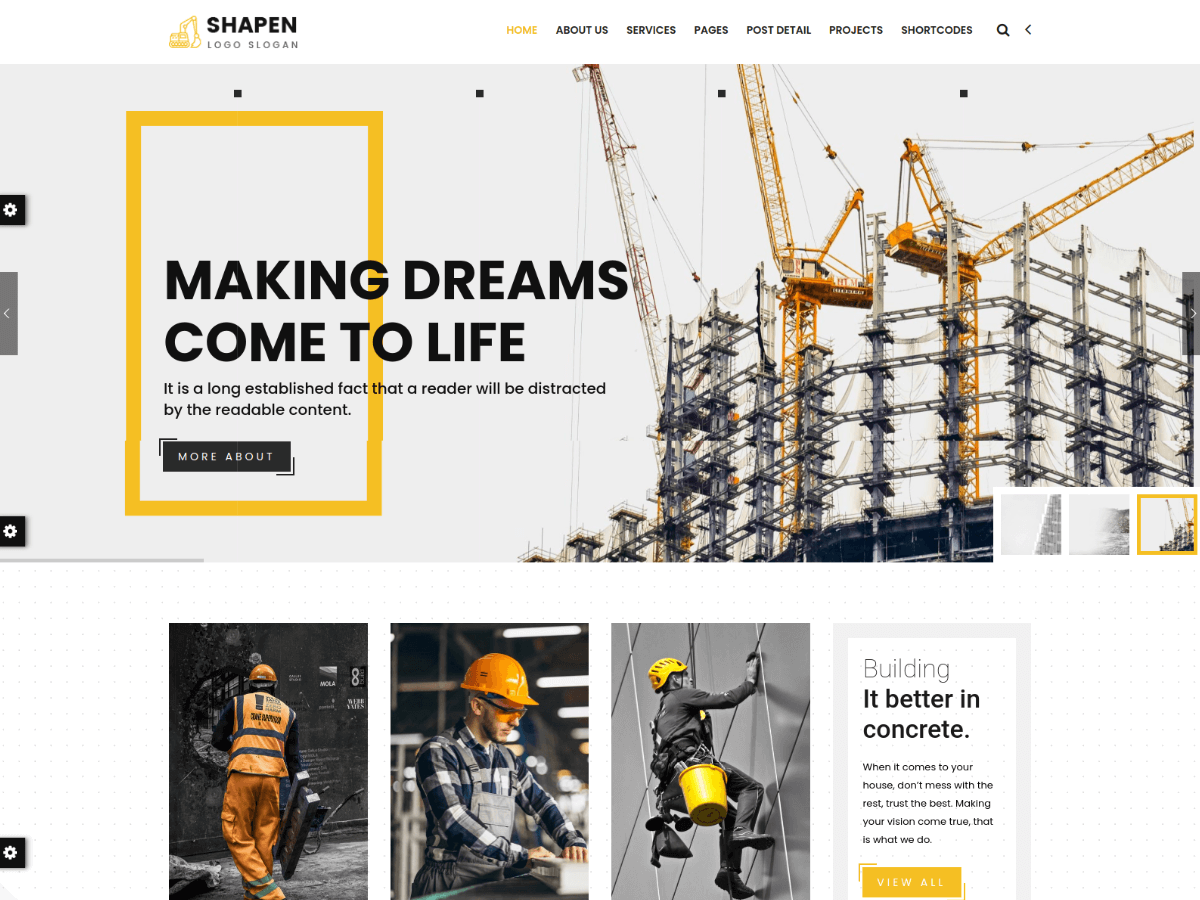 SHAPEN
LOGO SLOGAN
HOME ABOUT US SERVICES PAGES POST DETAIL PROJECTS SHORTCODES
MAKING DREAMS
COME TO LIFE
It is a long established fact that a reader will be distracted
by the readable content.
MORE ABOUT
MOLA
Building
It better in
concrete.
When it comes to your
house, don't mess with the
rest, trust the best. Making
your vision come true, that
is what we do.
VIEW ALL